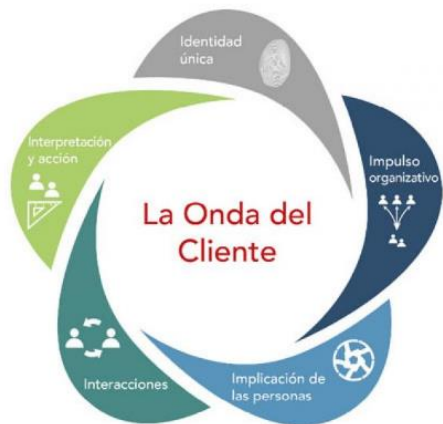 Identidad
única
Impulso
organizativo
Implicación de
las personas
Interacciones
Interpretación
y acción
La Onda del
Cliente